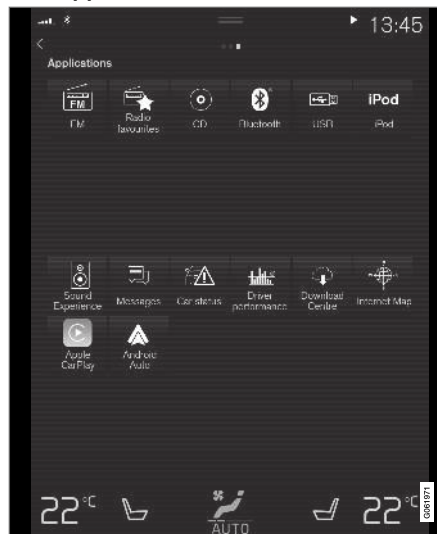 13:45
Applications
FM
FM
Radio
favourites
CD
Bluetooth
USB
iPod
iPod
Sound
Experience
Messages
Car status
Driver
performance
Download
Centre
Internet Map
Apple
CarPlay
Android
Auto
22°C
AUTO
22°C
G061971